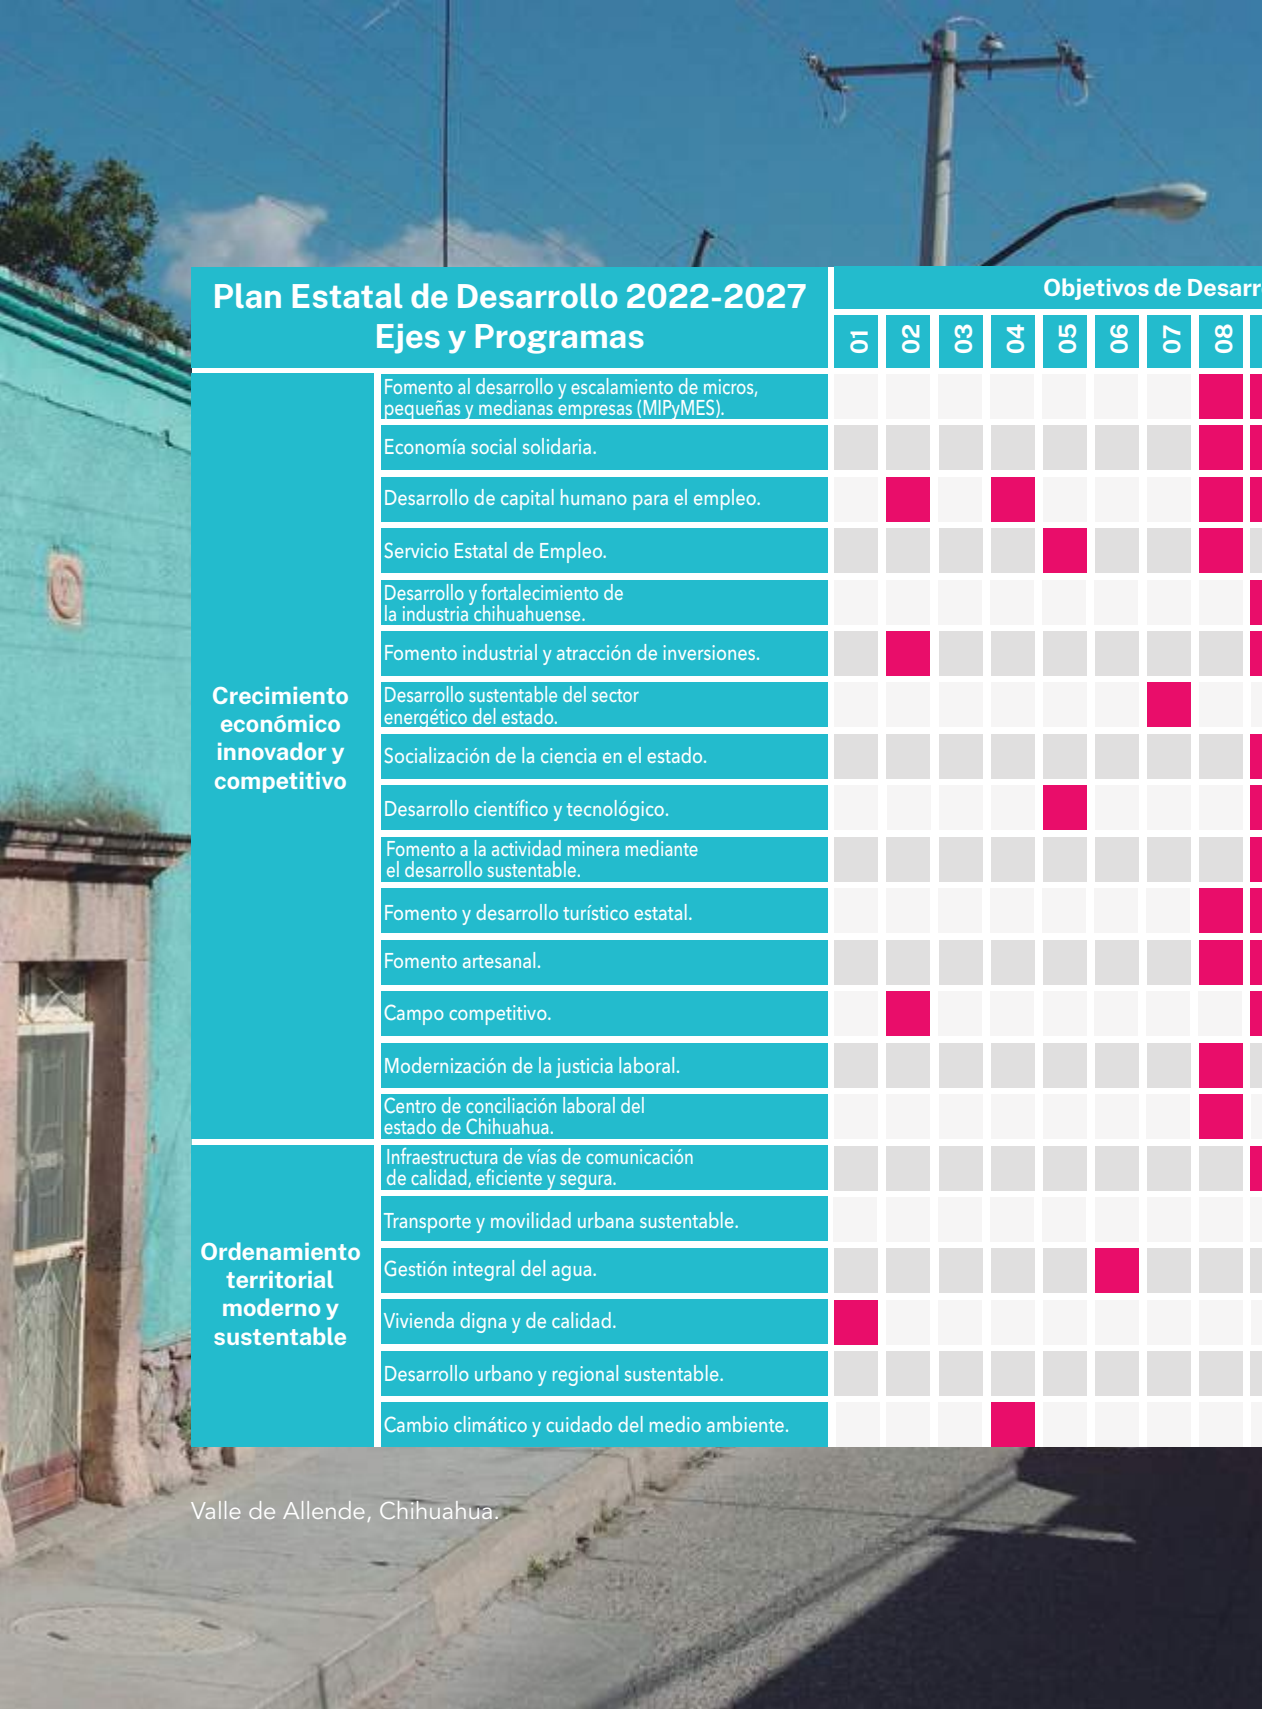 Plan Estatal de Desarrollo 2022-2027
Ejes y Programas
Objetivos de Desarr
01
02
03
04
05
06
07
08
Crecimiento
económico
innovador y
competitivo
Fomento al desarrollo y escalamiento de micros,
pequeñas y medianas empresas (MIPyMES).
Economía social solidaria.
Desarrollo de capital humano para el empleo.
Servicio Estatal de Empleo.
Desarrollo y fortalecimiento de
la industria chihuahuense.
Fomento industrial y atracción de inversiones.
Desarrollo sustentable del sector
energético del estado.
Socialización de la ciencia en el estado.
Desarrollo científico y tecnológico.
Fomento a la actividad minera mediante
el desarrollo sustentable.
Fomento y desarrollo turístico estatal.
Fomento artesanal.
Campo competitivo.
Modernización de la justicia laboral.
Centro de conciliación laboral del
estado de Chihuahua.
Ordenamiento
territorial
moderno y
sustentable
Infraestructura de vías de comunicación
de calidad, eficiente y segura.
Transporte y movilidad urbana sustentable.
Gestión integral del agua.
Vivienda digna y de calidad.
Desarrollo urbano y regional sustentable.
Cambio climático y cuidado del medio ambiente.
Valle de Allende, Chihuahua.